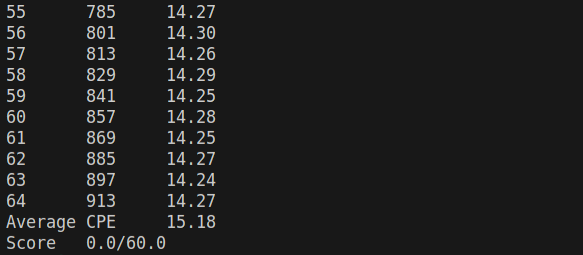 55 785 14.27
56 801 14.30
57 813 14.26
58 829 14.29
59 841 14.25
60 857 14.28
61 869 14.25
62 885 14.27
63 897 14.24
64 913 14.27
Average CPE 15.18
Score 0.0/60.0